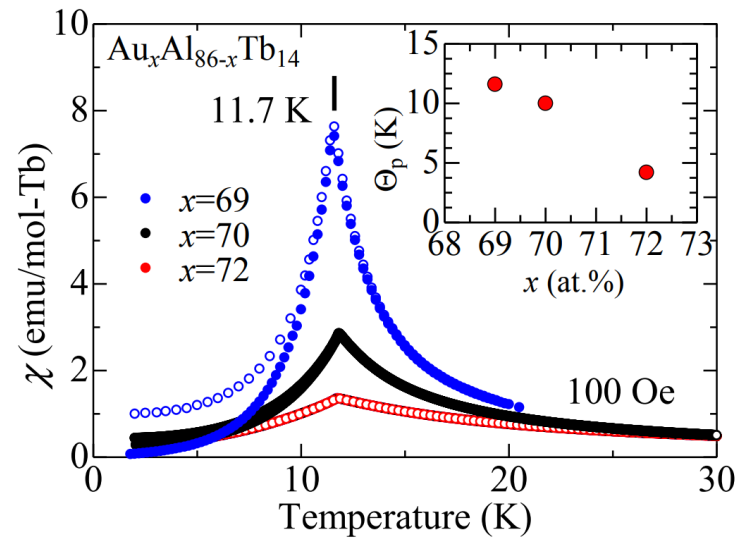 10
8
6
4
2
0
χ (emu/mol-Tb)
AuₓAl₈₆₋ₓTb₁₄
11.7 K
x=69
x=70
x=72
100 Oe
0
10
20
30
Temperature (K)
15
10
5
0
Θₚ (K)
68 69 70 71 72 73
x (at.%)